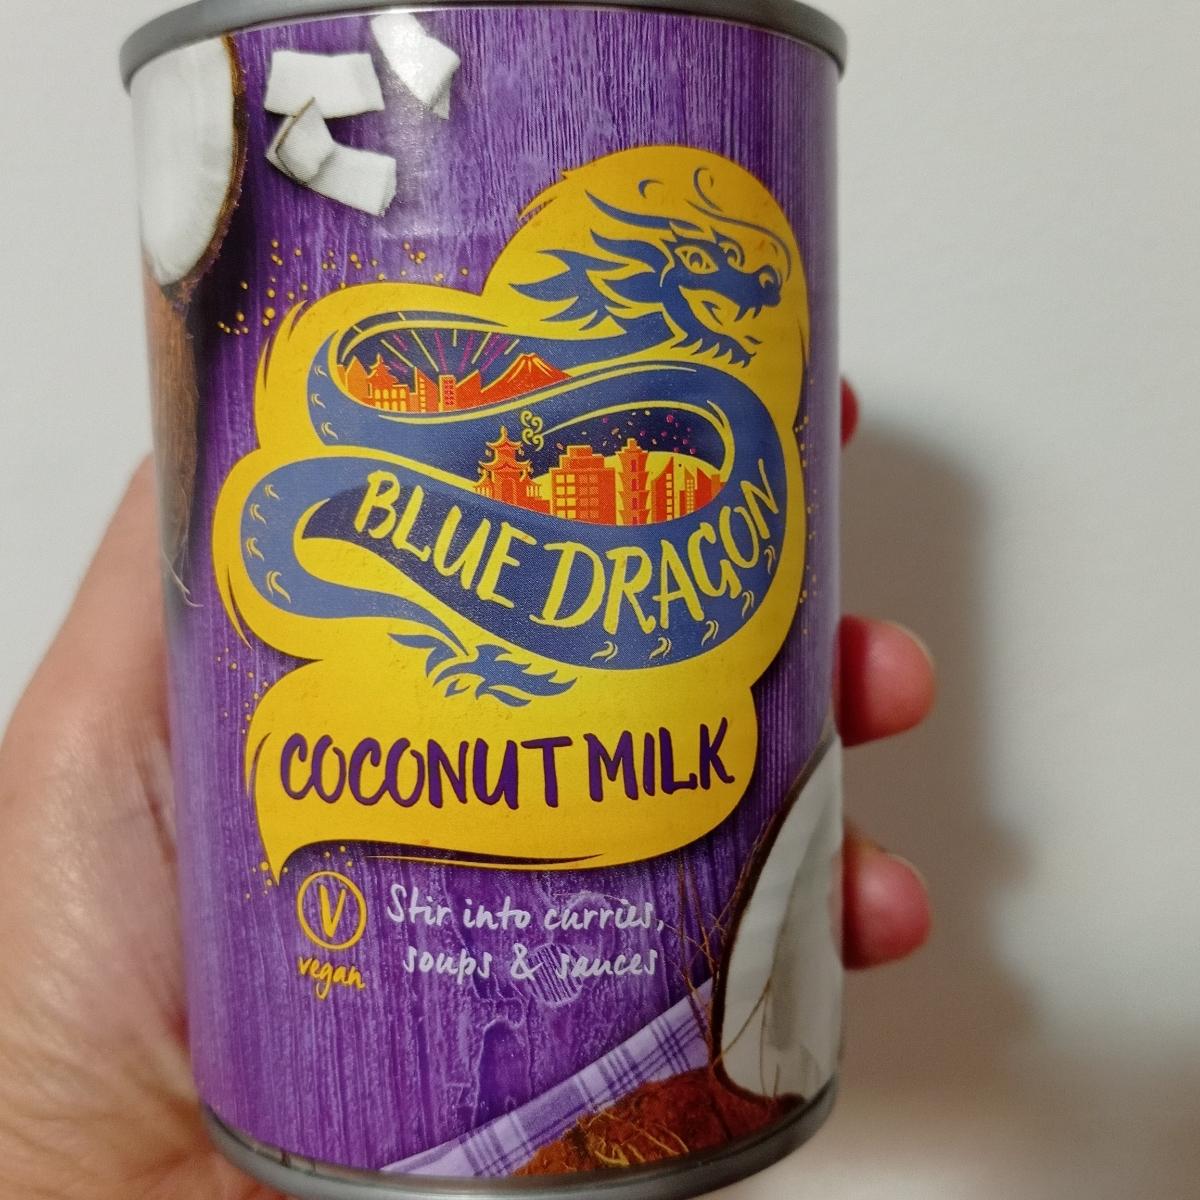 BLUE DRAGON
COCONUT MILK
V
vegan
Stir into curries,
soups & sauces